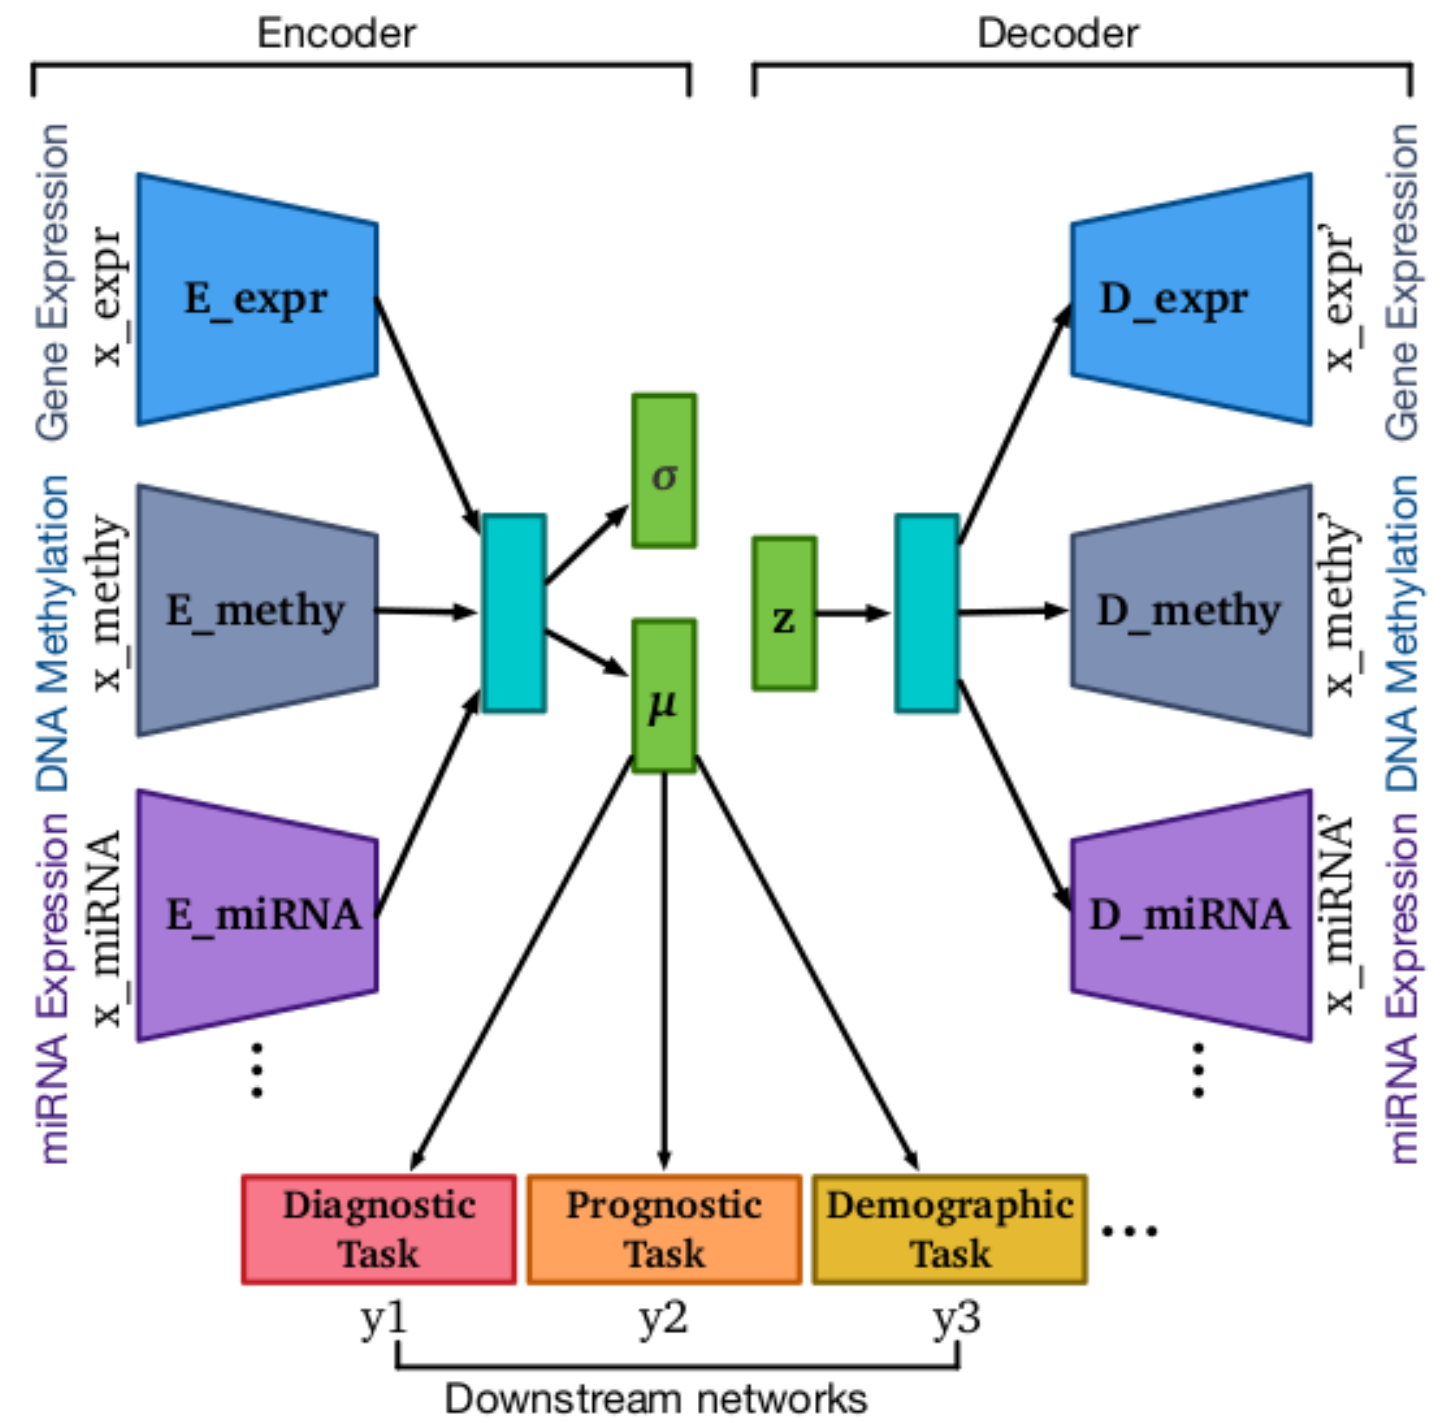 Encoder
Decoder
Gene Expression
x_expr
E_expr
D_expr
x_expr’
Gene Expression
σ
DNA Methylation
x_methy
E_methy
z
D_methy
x_methy’
DNA Methylation
μ
miRNA Expression
x_miRNA
E_miRNA
D_miRNA
x_miRNA’
miRNA Expression
Diagnostic
Task
Prognostic
Task
Demographic
Task
...
y1
y2
y3
Downstream networks